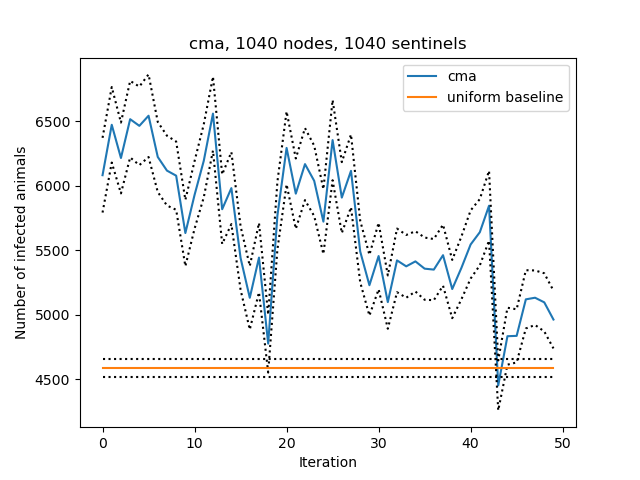 cma, 1040 nodes, 1040 sentinels
cma
uniform baseline
Number of infected animals
6500
6000
5500
5000
4500
0 10 20 30 40 50
Iteration